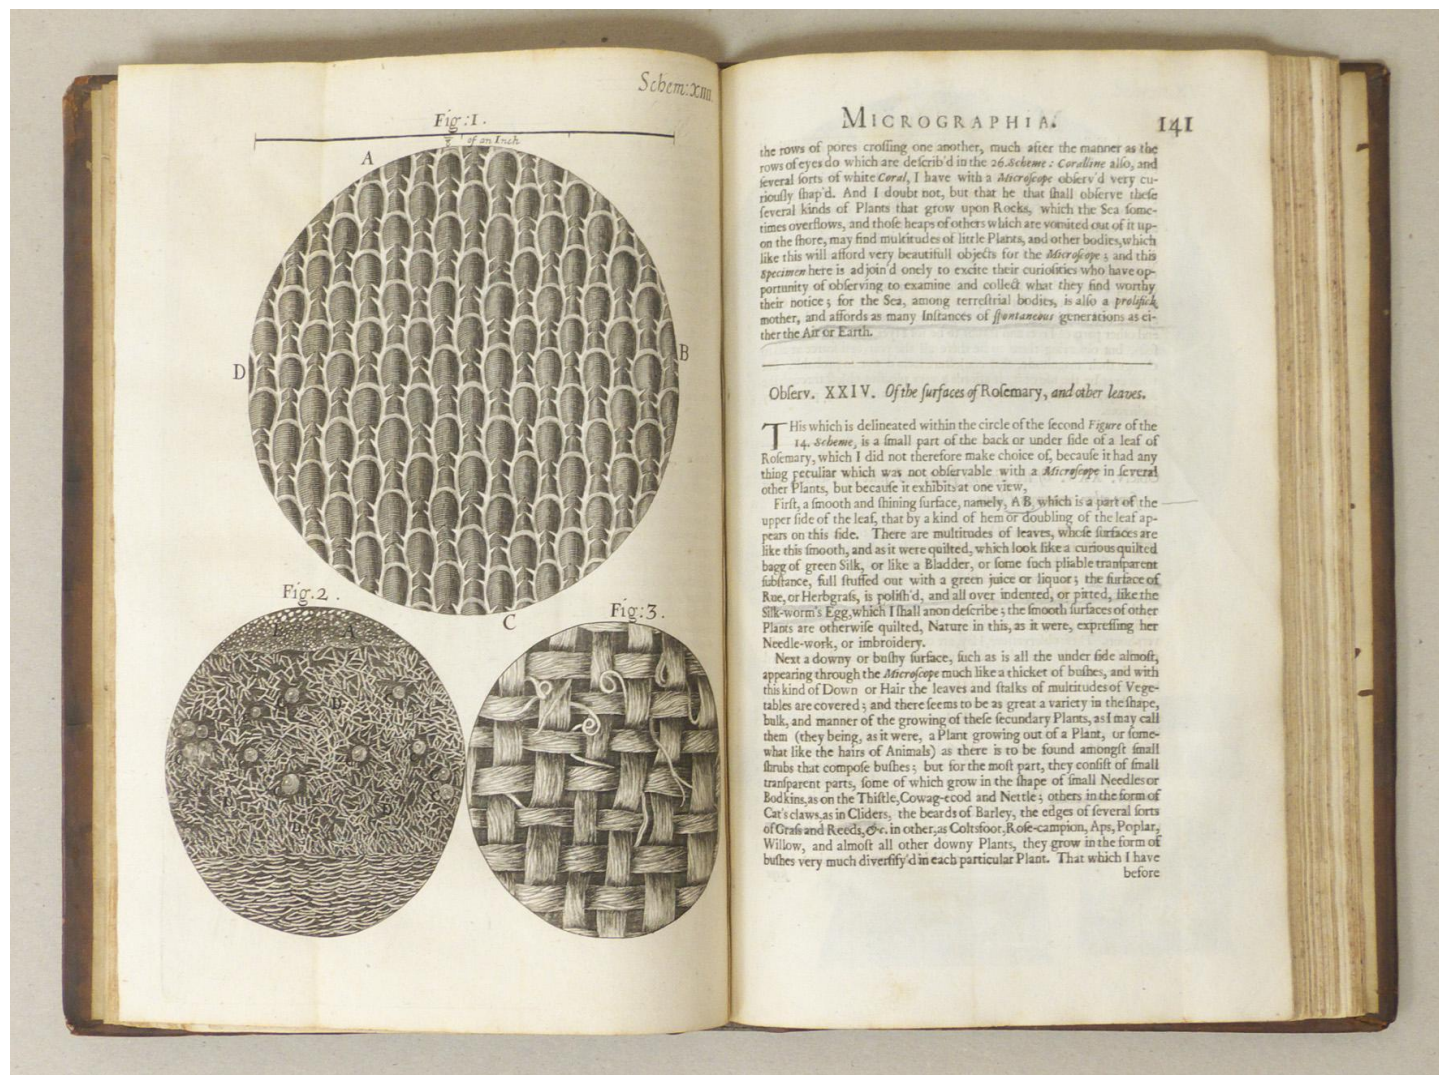 Schem: XIIII.
Fig: 1.
1/8 of an Inch
A
B
D
C
Fig. 2.
Fig: 3.
A
MICROGRAPHIA. 141
the rows of pores croſſing one another, much after the manner as the
rows of eyes do which are deſcrib'd in the 26. Scheme: Coralline alſo, and
ſeveral ſorts of white Coral, I have with a Microſcope obſerv'd very cu-
riouſly ſhap'd. And I doubt not, but that he that ſhall obſerve theſe
ſeveral kinds of Plants that grow upon Rocks, which the Sea ſome-
times overflows, and thoſe heaps of others which are vomited out of it up-
on the ſhore, may find multitudes of little Plants, and other bodies, which
like this will afford very beautifull objects for the Microſcope; and this
Specimen here is adjoin'd onely to excite their curioſities who have op-
portunity of obſerving to examine and collect what they find worthy
their notice; for the Sea, among terreſtrial bodies, is alſo a prolifick
mother, and affords as many Inſtances of ſpontaneous generations as ei-
ther the Air or Earth.
Obſerv. XXIV. Of the ſurfaces of Roſemary, and other leaves.
THis which is delineated within the circle of the ſecond Figure of the
14. Scheme, is a ſmall part of the back or under ſide of a leaf of
Roſemary, which I did not therefore make choice of, becauſe it had any
thing peculiar which was not obſervable with a Microſcope in ſeveral
other Plants, but becauſe it exhibits at one view,
Firſt, a ſmooth and ſhining ſurface, namely, A B, which is a part of the
upper ſide of the leaf, that by a kind of hem or doubling of the leaf ap-
pears on this ſide. There are multitudes of leaves, whoſe ſurfaces are
like this ſmooth, and as it were quilted, which look like a curious quilted
bagg of green Silk, or like a Bladder, or ſome ſuch pliable tranſparent
ſubſtance, full ſtuffed out with a green juice or liquor; the ſurface of
Rue, or Herbgraſs, is poliſh'd, and all over indented, or pitted, like the
Silk-worm's Egg, which I ſhall anon deſcribe; the ſmooth ſurfaces of other
Plants are otherwiſe quilted, Nature in this, as it were, expreſſing her
Needle-work, or imbroidery.
Next a downy or buſhy ſurface, ſuch as is all the under ſide almoſt,
appearing through the Microſcope much like a thicket of buſhes, and with
this kind of Down or Hair the leaves and ſtalks of multitudes of Vege-
tables are covered; and there ſeems to be as great a variety in the ſhape,
bulk, and manner of the growing of theſe ſecundary Plants, as I may call
them (they being, as it were, a Plant growing out of a Plant, or ſome-
what like the hairs of Animals) as there is to be found amongſt ſmall
ſhrubs that compoſe buſhes; but for the moſt part, they conſiſt of ſmall
tranſparent parts, ſome of which grow in the ſhape of ſmall Needles or
Bodkins, as on the Thiſtle, Cowag-ecod and Nettle; others in the form of
Cat's claws, as in Cliders, the beards of Barley, the edges of ſeveral ſorts
of Graſs and Reeds, &c. in other, as Coltsfoot, Roſe-campion, Aps, Poplar,
Willow, and almoſt all other downy Plants, they grow in the form of
buſhes very much diverſify'd in each particular Plant. That which I have
before